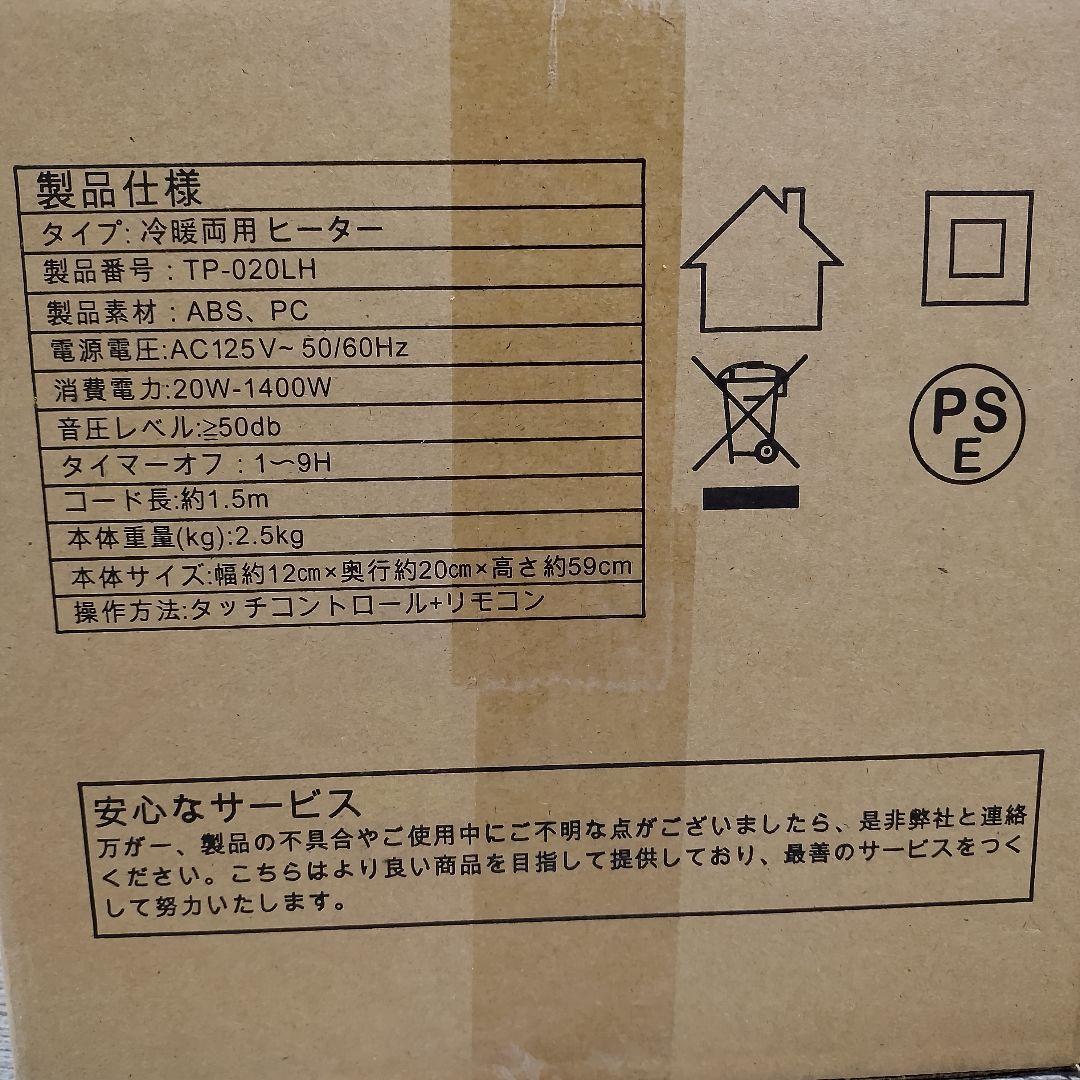 製品仕様
タイプ: 冷暖両用 ヒーター
製品番号 : TP-020LH
製品素材 : ABS、PC
電源電圧:AC125V~ 50/60Hz
消費電力:20W-1400W
音圧レベル:≧50db
タイマーオフ : 1〜9H
コード長:約1.5m
本体重量(kg):2.5kg
本体サイズ:幅約12㎝×奥行約20㎝×高さ約59cm
操作方法:タッチコントロール+リモコン
PS
E
安心なサービス
万が一、製品の不具合やご使用中にご不明な点がございましたら、是非弊社と連絡
ください。こちらはより良い商品を目指して提供しており、最善のサービスをつく
して努力いたします。